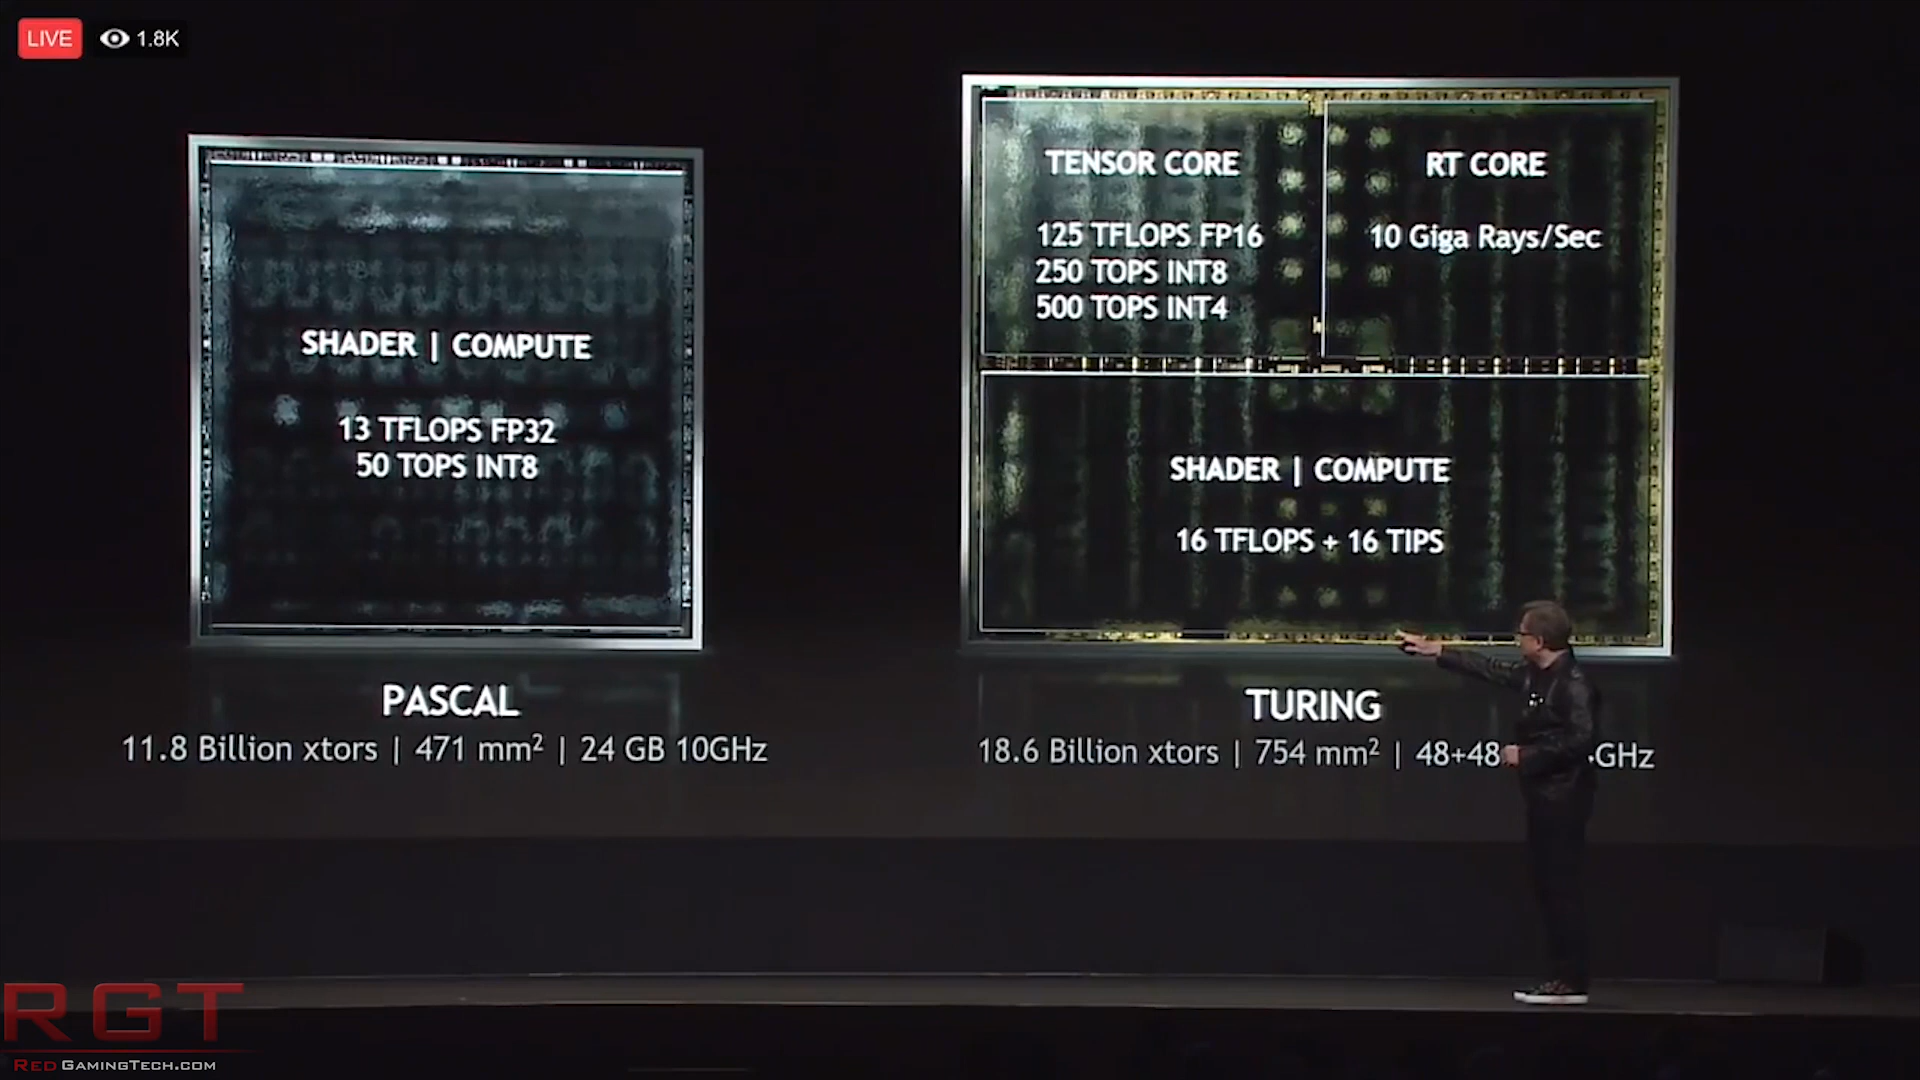 LIVE 1.8K
SHADER | COMPUTE
13 TFLOPS FP32
50 TOPS INT8
PASCAL
11.8 Billion xtors | 471 mm² | 24 GB 10GHz
TENSOR CORE
125 TFLOPS FP16
250 TOPS INT8
500 TOPS INT4
RT CORE
10 Giga Rays/Sec
SHADER | COMPUTE
16 TFLOPS + 16 TIPS
TURING
18.6 Billion xtors | 754 mm² | 48+48 GHz
RGT
REDGAMINGTECH.COM